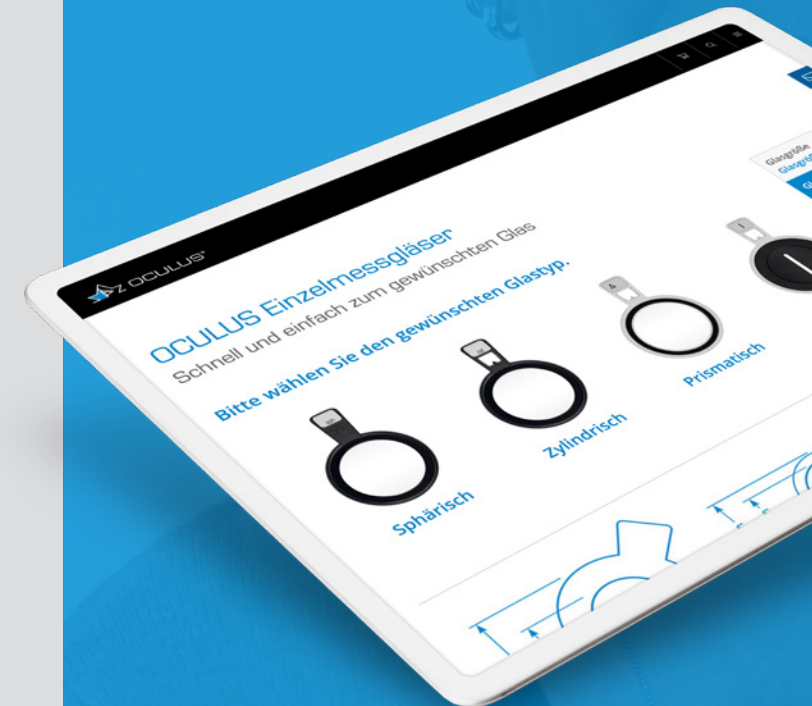 OCULUS®
OCULUS Einzelmessgläser
Schnell und einfach zum gewünschten Glas
Bitte wählen Sie den gewünschten Glastyp.
Glasgröße
Sphärisch
Zylindrisch
Prismatisch